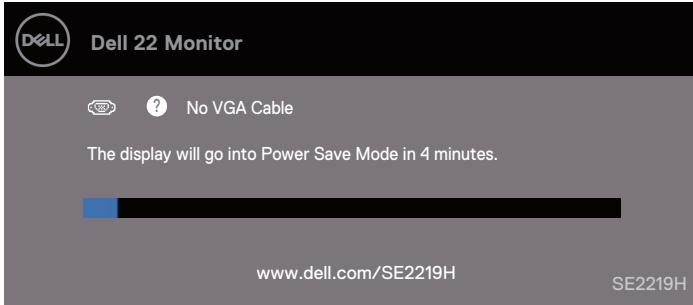 DELL
Dell 22 Monitor
? No VGA Cable
The display will go into Power Save Mode in 4 minutes.
www.dell.com/SE2219H
SE2219H